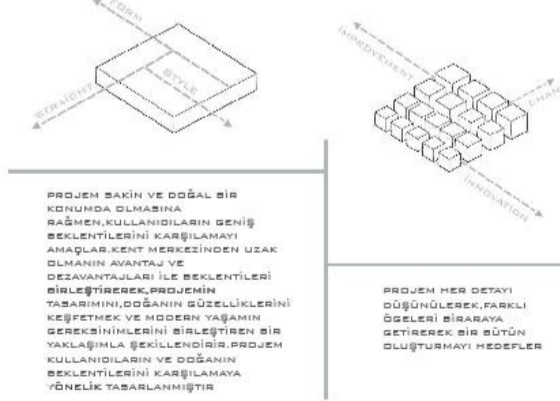 FORM
STRAIGHT
STYLE
IMPROVEMENT
CHAN
INNOVATION
PROJEM SAKİN VE DOĞAL BİR
KONUMDA OLMASINA
RAĞMEN,KULLANICILARIN GENİŞ
BEKLENTİLERİNİ KARŞILAMAYI
AMAÇLAR.KENT MERKEZİNDEN UZAK
OLMANIN AVANTAJ VE
DEZAVANTAJLARI İLE BEKLENTİLERİ
BİRLEŞTİREREK,PROJEMİN
TASARIMINI,DOĞANIN GÜZELLİKLERİNİ
KEŞFETMEK VE MODERN YAŞAMIN
GEREKSİNİMLERİNİ BİRLEŞTİREN BİR
YAKLAŞIMLA ŞEKİLLENDİRİR.PROJEM
KULLANICILARIN VE DOĞANIN
BEKLENTİLERİNİ KARŞILAMAYA
YÖNELİK TASARLANMIŞTIR
PROJEM HER DETAYI
DÜŞÜNÜLEREK,FARKLI
ÖGELERİ BİRARAYA
GETİREREK BİR BÜTÜN
OLUŞTURMAYI HEDEFLER